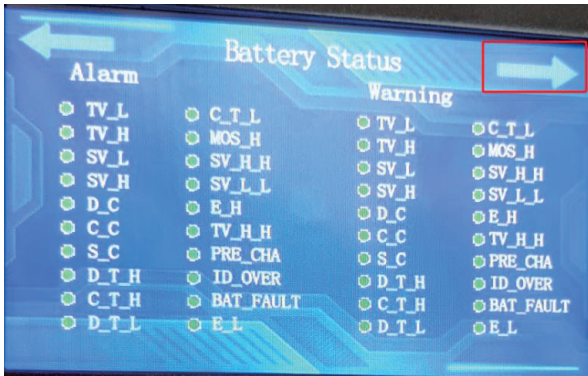 Battery Status
Alarm
TV_L
TV_H
SV_L
SV_H
D_C
C_C
S_C
D_T_H
C_T_H
D_T_L
C_T_L
MOS_H
SV_H_H
SV_L_L
E_H
TV_H_H
PRE_CHA
ID_OVER
BAT_FAULT
E_L
Warning
TV_L
TV_H
SV_L
SV_H
D_C
C_C
S_C
D_T_H
C_T_H
D_T_L
C_T_L
MOS_H
SV_H_H
SV_L_L
E_H
TV_H_H
PRE_CHA
ID_OVER
BAT_FAULT
E_L